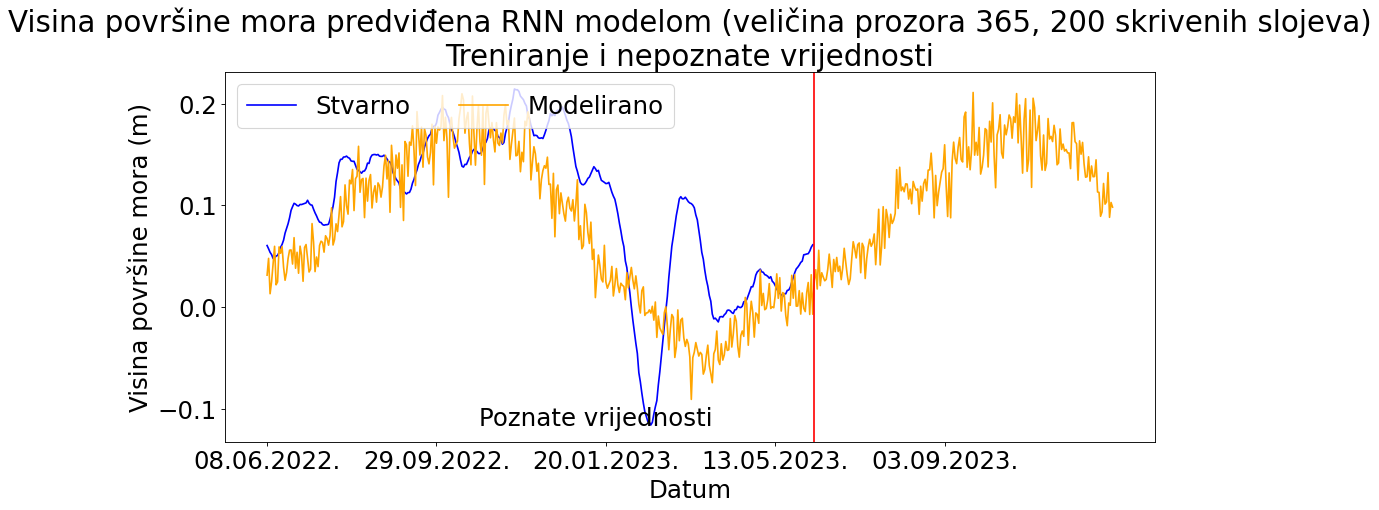 Visina površine mora predviđena RNN modelom (veličina prozora 365, 200 skrivenih slojeva)
Treniranje i nepoznate vrijednosti
Stvarno Modelirano
Visina površine mora (m)
0.2
0.1
0.0
−0.1
Poznate vrijednosti
08.06.2022. 29.09.2022. 20.01.2023. 13.05.2023. 03.09.2023.
Datum